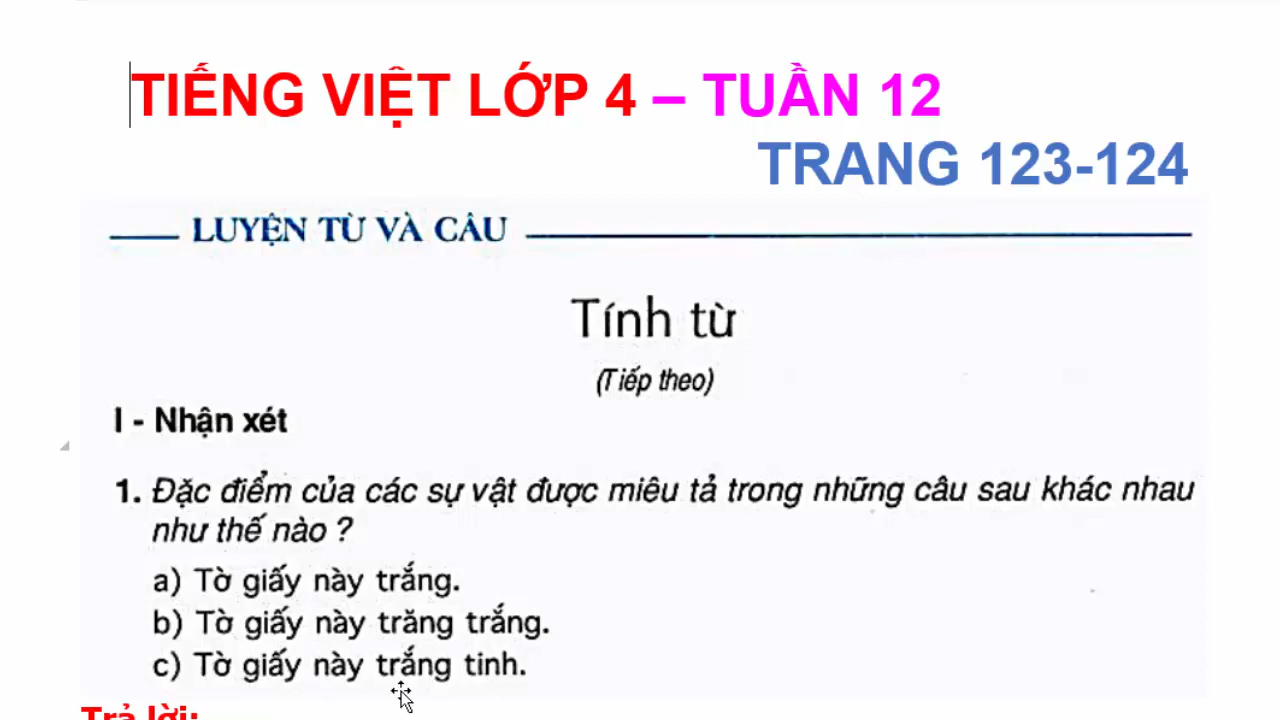 TIẾNG VIỆT LỚP 4 – TUẦN 12
TRANG 123-124
LUYỆN TỪ VÀ CÂU
Tính từ
(Tiếp theo)
I - Nhận xét
1. Đặc điểm của các sự vật được miêu tả trong những câu sau khác nhau
như thế nào ?
a) Tờ giấy này trắng.
b) Tờ giấy này trăng trắng.
c) Tờ giấy này trắng tinh.
Trả lời: